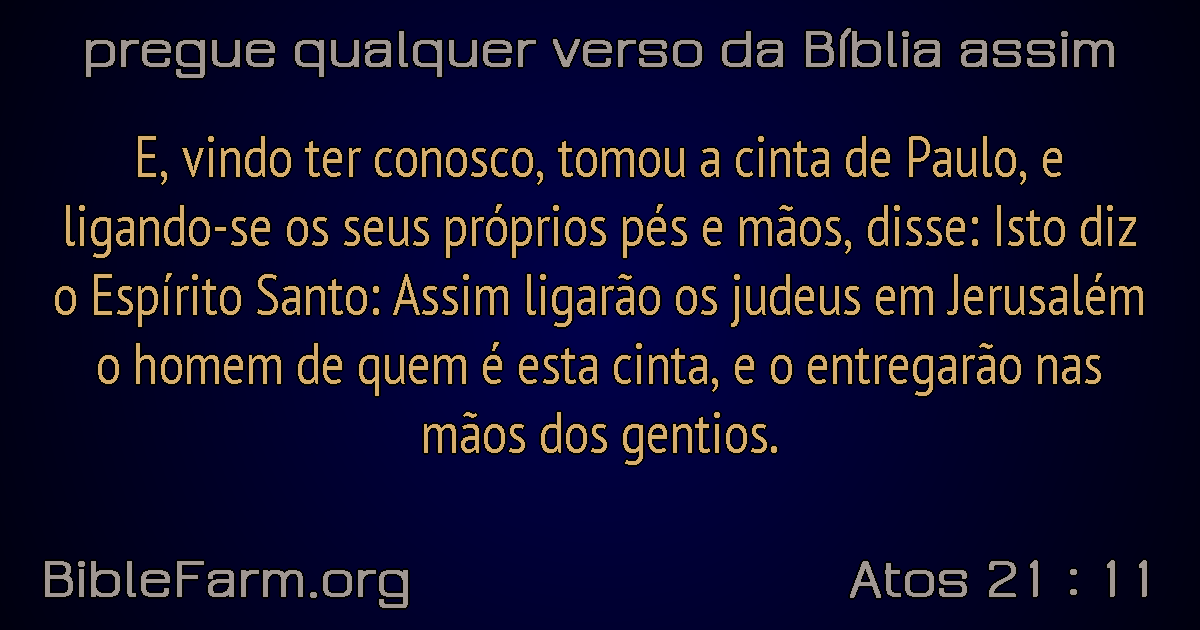 pregue qualquer verso da Bíblia assim
E, vindo ter conosco, tomou a cinta de Paulo, e
ligando-se os seus próprios pés e mãos, disse: Isto diz
o Espírito Santo: Assim ligarão os judeus em Jerusalém
o homem de quem é esta cinta, e o entregarão nas
mãos dos gentios.
BibleFarm.org
Atos 21 : 11